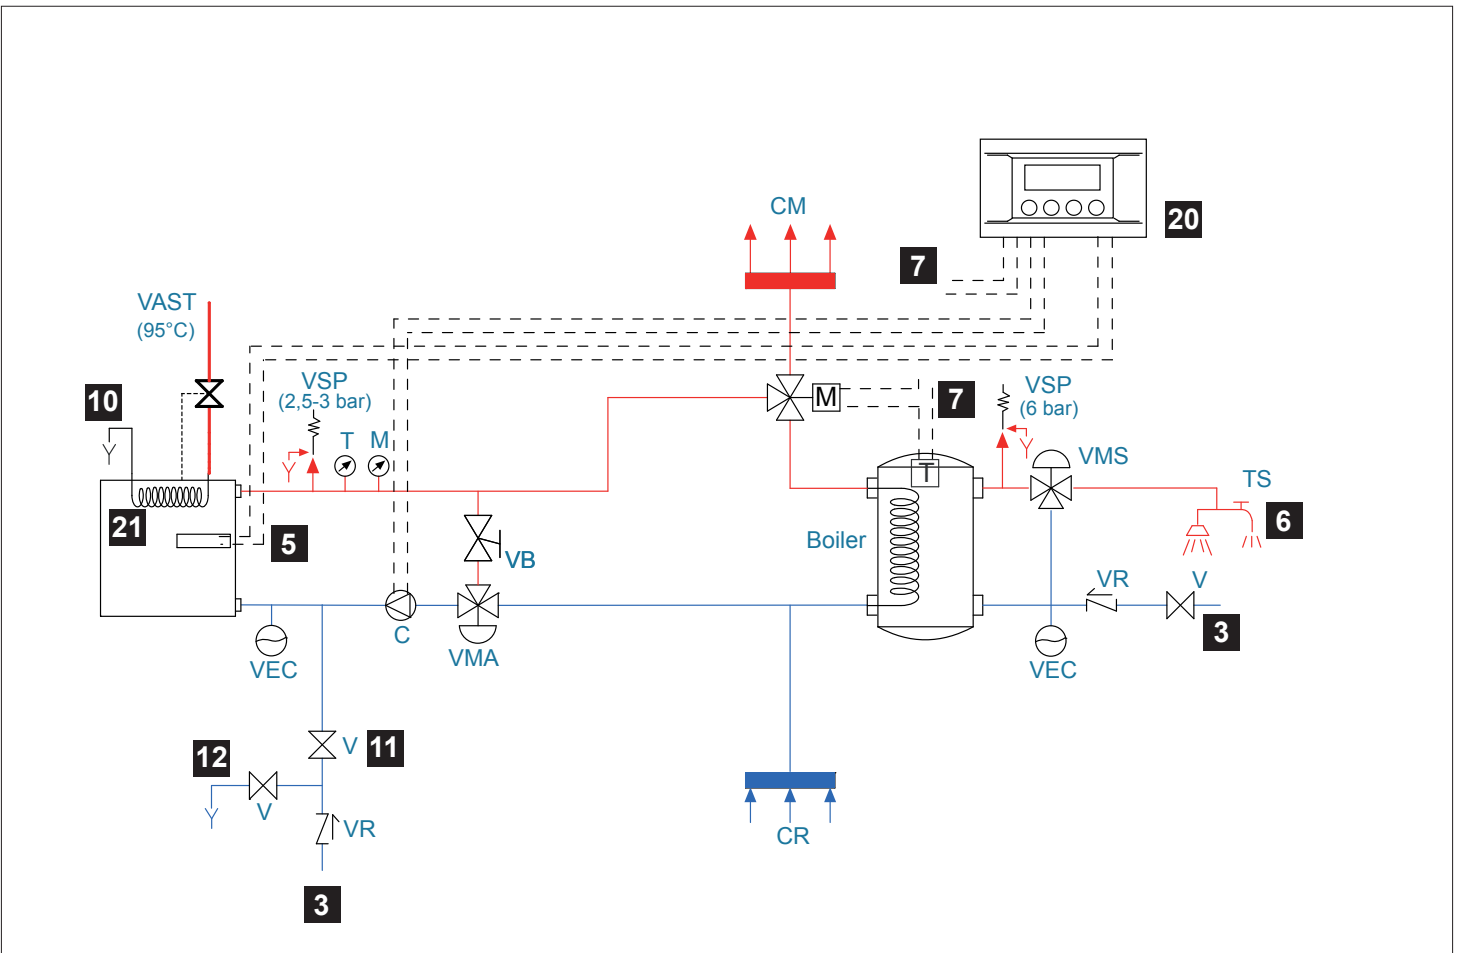 CM
20
7
VAST
(95°C)
VSP
(2,5-3 bar)
10
T
M
M
7
VSP
(6 bar)
VMS
T
TS
6
21
5
VB
Boiler
VR
V
3
C
VMA
VEC
VEC
V
11
12
V
VR
CR
3